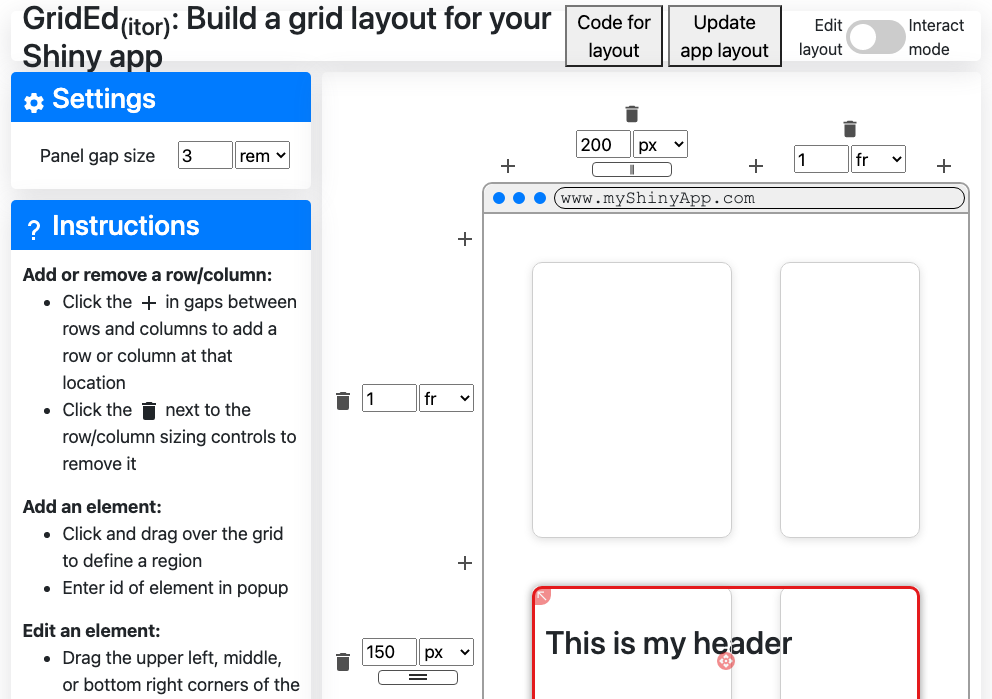 GridEd(itor): Build a grid layout for your
Shiny app
Code for
layout
Update
app layout
Edit
layout
Interact
mode
Settings
Panel gap size 3 rem
? Instructions
Add or remove a row/column:
• Click the + in gaps between
rows and columns to add a
row or column at that
location
• Click the next to the
row/column sizing controls to
remove it
Add an element:
• Click and drag over the grid
to define a region
• Enter id of element in popup
Edit an element:
• Drag the upper left, middle,
or bottom right corners of the
200 px
1 fr
+ + +
www.myShinyApp.com
+
1 fr
+
150 px
This is my header